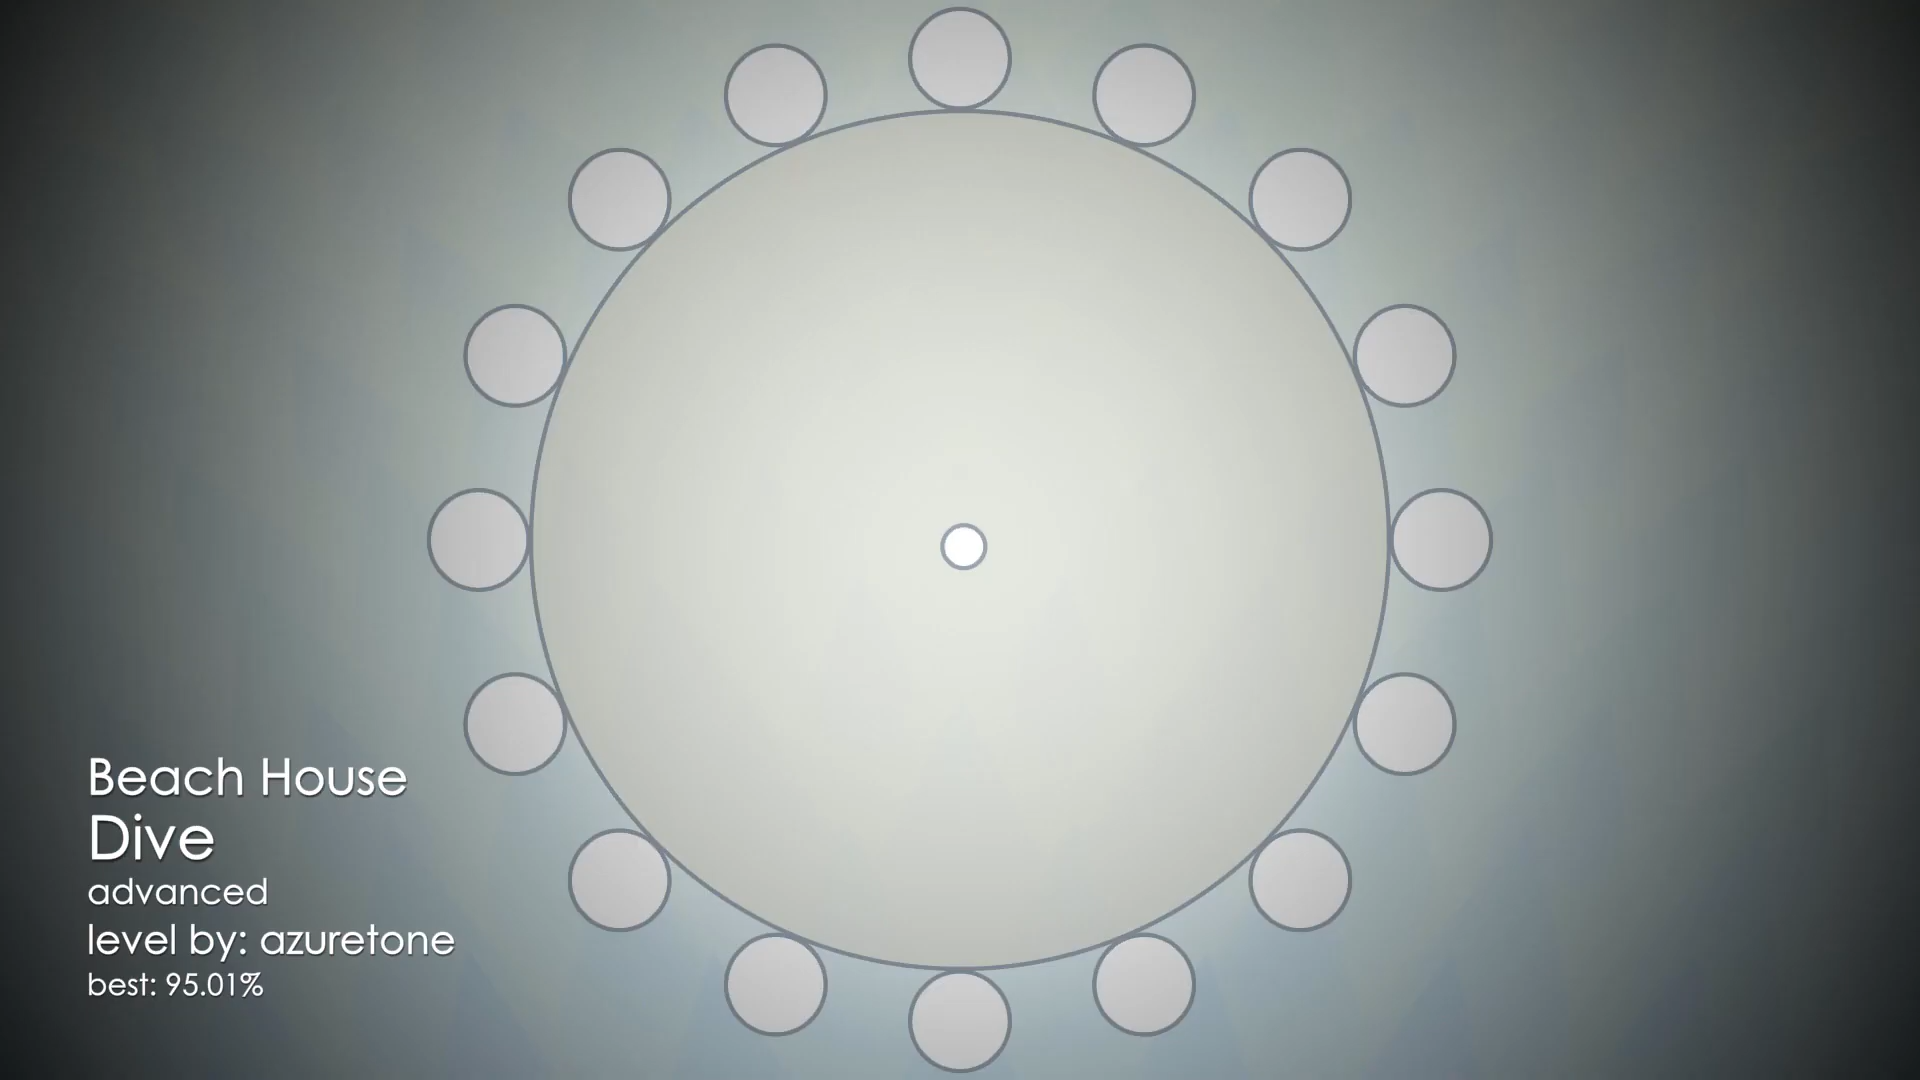 Beach House
Dive
advanced
level by: azuretone
best: 95.01%